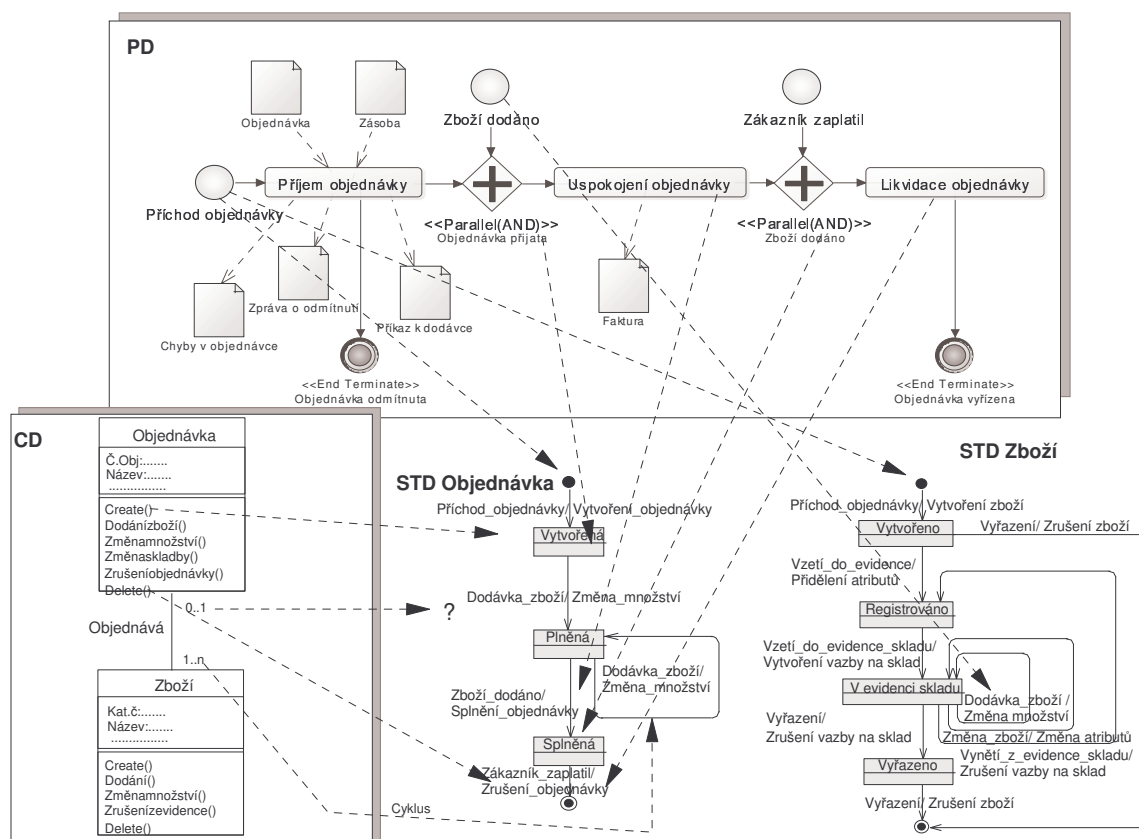 PD
Objednávka
Zásoba
Zboží dodáno
Zákazník zaplatil
Příjem objednávky
Uspokojení objednávky
Likvidace objednávky
Příchod objednávky
<<Parallel(AND)>>
Objednávka přijata
<<Parallel(AND)>>
Zboží dodáno
Zpráva o odmítnutí
Příkaz k dodávce
Faktura
Chyby v objednávce
<<End Terminate>>
Objednávka odmítnuta
<<End Terminate>>
Objednávka vyřízena
CD
Objednávka
Č.Obj:.......
Název:.......
................
Create()
Dodánízboží()
Změnamnožství()
Změnaskladby()
Zrušeníobjednávky()
Delete()
0..1
Objednává
1..n
Zboží
Kat.č:.......
Název:.......
................
Create()
Dodání()
Změnamnožství()
Zrušenízevidence()
Delete()
Cyklus
?
STD Objednávka
Příchod_objednávky/ Vytvoření_objednávky
Vytvořená
Dodávka_zboží/ Změna_množství
Plněná
Dodávka_zboží/
Změna_množství
Zboží_dodáno/
Splnění_objednávky
Splněná
Zákazník_zaplatil/
Zrušení_objednávky
STD Zboží
Příchod_objednávky/ Vytvoření zboží
Vytvořeno
Vyřazení/ Zrušení zboží
Vzetí_do_evidence/
Přidělení atributů
Registrováno
Vzetí_do_evidence_skladu/
Vytvoření vazby na sklad
V evidenci skladu
Dodávka_zboží /
Změna množství
Vyřazení/
Zrušení vazby na sklad
Změna_zboží/ Změna atributů
Vynětí_z_evidence_skladu/
Zrušení vazby na sklad
Vyřazeno
Vyřazení/ Zrušení zboží